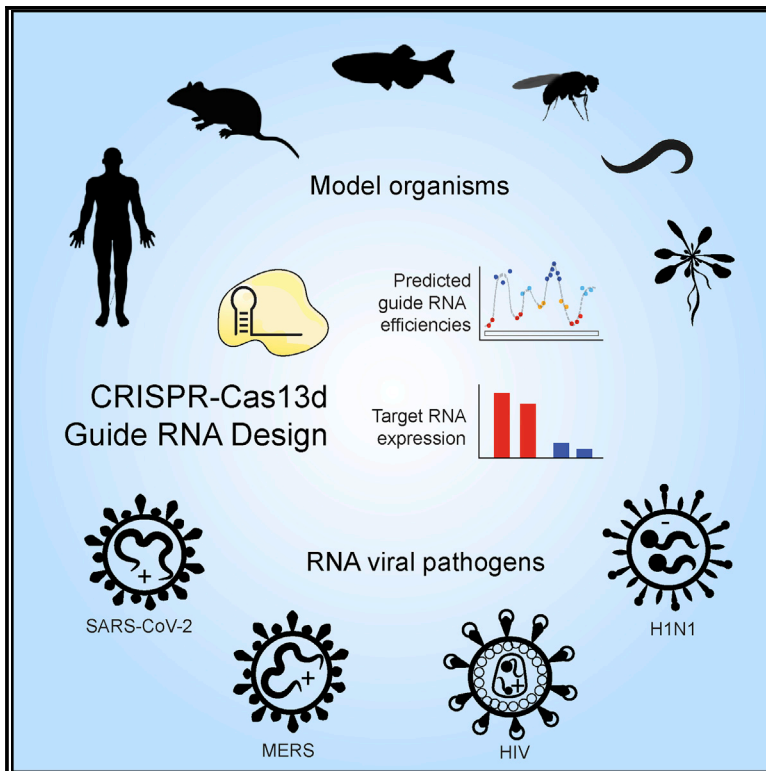 Model organisms
Predicted
guide RNA
efficiencies
CRISPR-Cas13d
Guide RNA Design
Target RNA
expression
RNA viral pathogens
-
+
SARS-CoV-2
H1N1
+
+
MERS
HIV